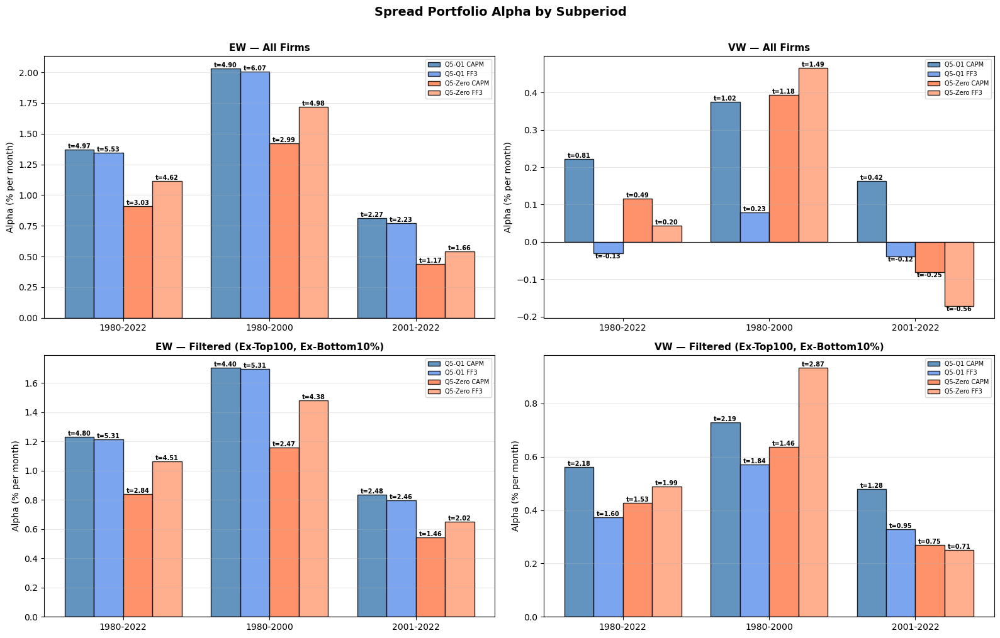 Spread Portfolio Alpha by Subperiod
EW — All Firms
Alpha (% per month)
2.00
1.75
1.50
1.25
1.00
0.75
0.50
0.25
0.00
t=4.97
t=5.53
t=3.03
t=4.62
t=4.90
t=6.07
t=2.99
t=4.98
t=2.27
t=2.23
t=1.17
t=1.66
Q5-Q1 CAPM
Q5-Q1 FF3
Q5-Zero CAPM
Q5-Zero FF3
1980-2022
1980-2000
2001-2022
VW — All Firms
Alpha (% per month)
0.4
0.3
0.2
0.1
0.0
−0.1
−0.2
t=0.81
t=-0.13
t=0.49
t=0.20
t=1.02
t=0.23
t=1.18
t=1.49
t=0.42
t=-0.12
t=-0.25
t=-0.56
Q5-Q1 CAPM
Q5-Q1 FF3
Q5-Zero CAPM
Q5-Zero FF3
1980-2022
1980-2000
2001-2022
EW — Filtered (Ex-Top100, Ex-Bottom10%)
Alpha (% per month)
1.6
1.4
1.2
1.0
0.8
0.6
0.4
0.2
0.0
t=4.80
t=5.31
t=2.84
t=4.51
t=4.40
t=5.31
t=2.47
t=4.38
t=2.48
t=2.46
t=1.46
t=2.02
Q5-Q1 CAPM
Q5-Q1 FF3
Q5-Zero CAPM
Q5-Zero FF3
1980-2022
1980-2000
2001-2022
VW — Filtered (Ex-Top100, Ex-Bottom10%)
Alpha (% per month)
0.8
0.6
0.4
0.2
0.0
t=2.18
t=1.60
t=1.53
t=1.99
t=2.19
t=1.84
t=1.46
t=2.87
t=1.28
t=0.95
t=0.75
t=0.71
Q5-Q1 CAPM
Q5-Q1 FF3
Q5-Zero CAPM
Q5-Zero FF3
1980-2022
1980-2000
2001-2022